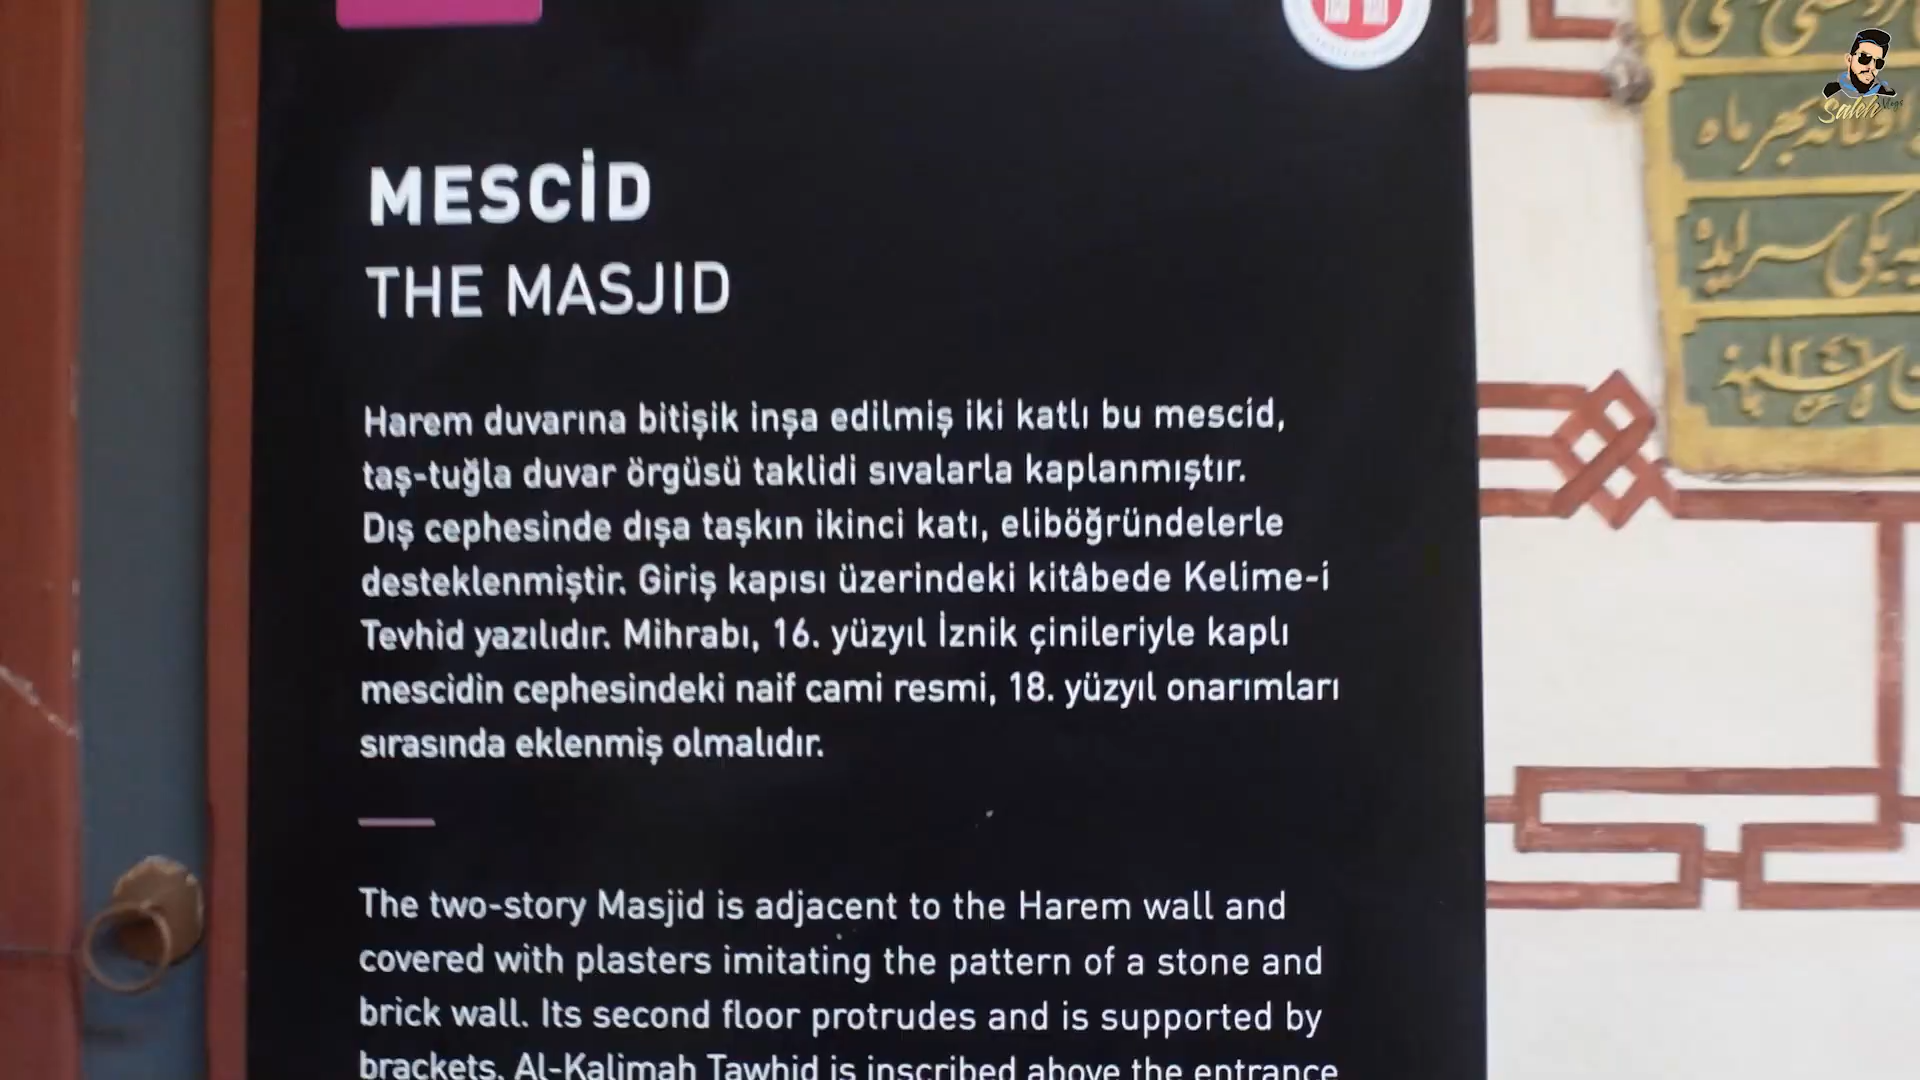 MESCİD
THE MASJID
Harem duvarına bitişik inşa edilmiş iki katlı bu mescid,
taş-tuğla duvar örgüsü taklidi sıvalarla kaplanmıştır.
Dış cephesinde dışa taşkın ikinci katı, eliböğründelerle
desteklenmiştir. Giriş kapısı üzerindeki kitâbede Kelime-i
Tevhid yazılıdır. Mihrabı, 16. yüzyıl İznik çinileriyle kaplı
mescidin cephesindeki naif cami resmi, 18. yüzyıl onarımları
sırasında eklenmiş olmalıdır.
The two-story Masjid is adjacent to the Harem wall and
covered with plasters imitating the pattern of a stone and
brick wall. Its second floor protrudes and is supported by
brackets. Al-Kalimah Tawhid is inscribed above the entrance
Saleh Vlogs